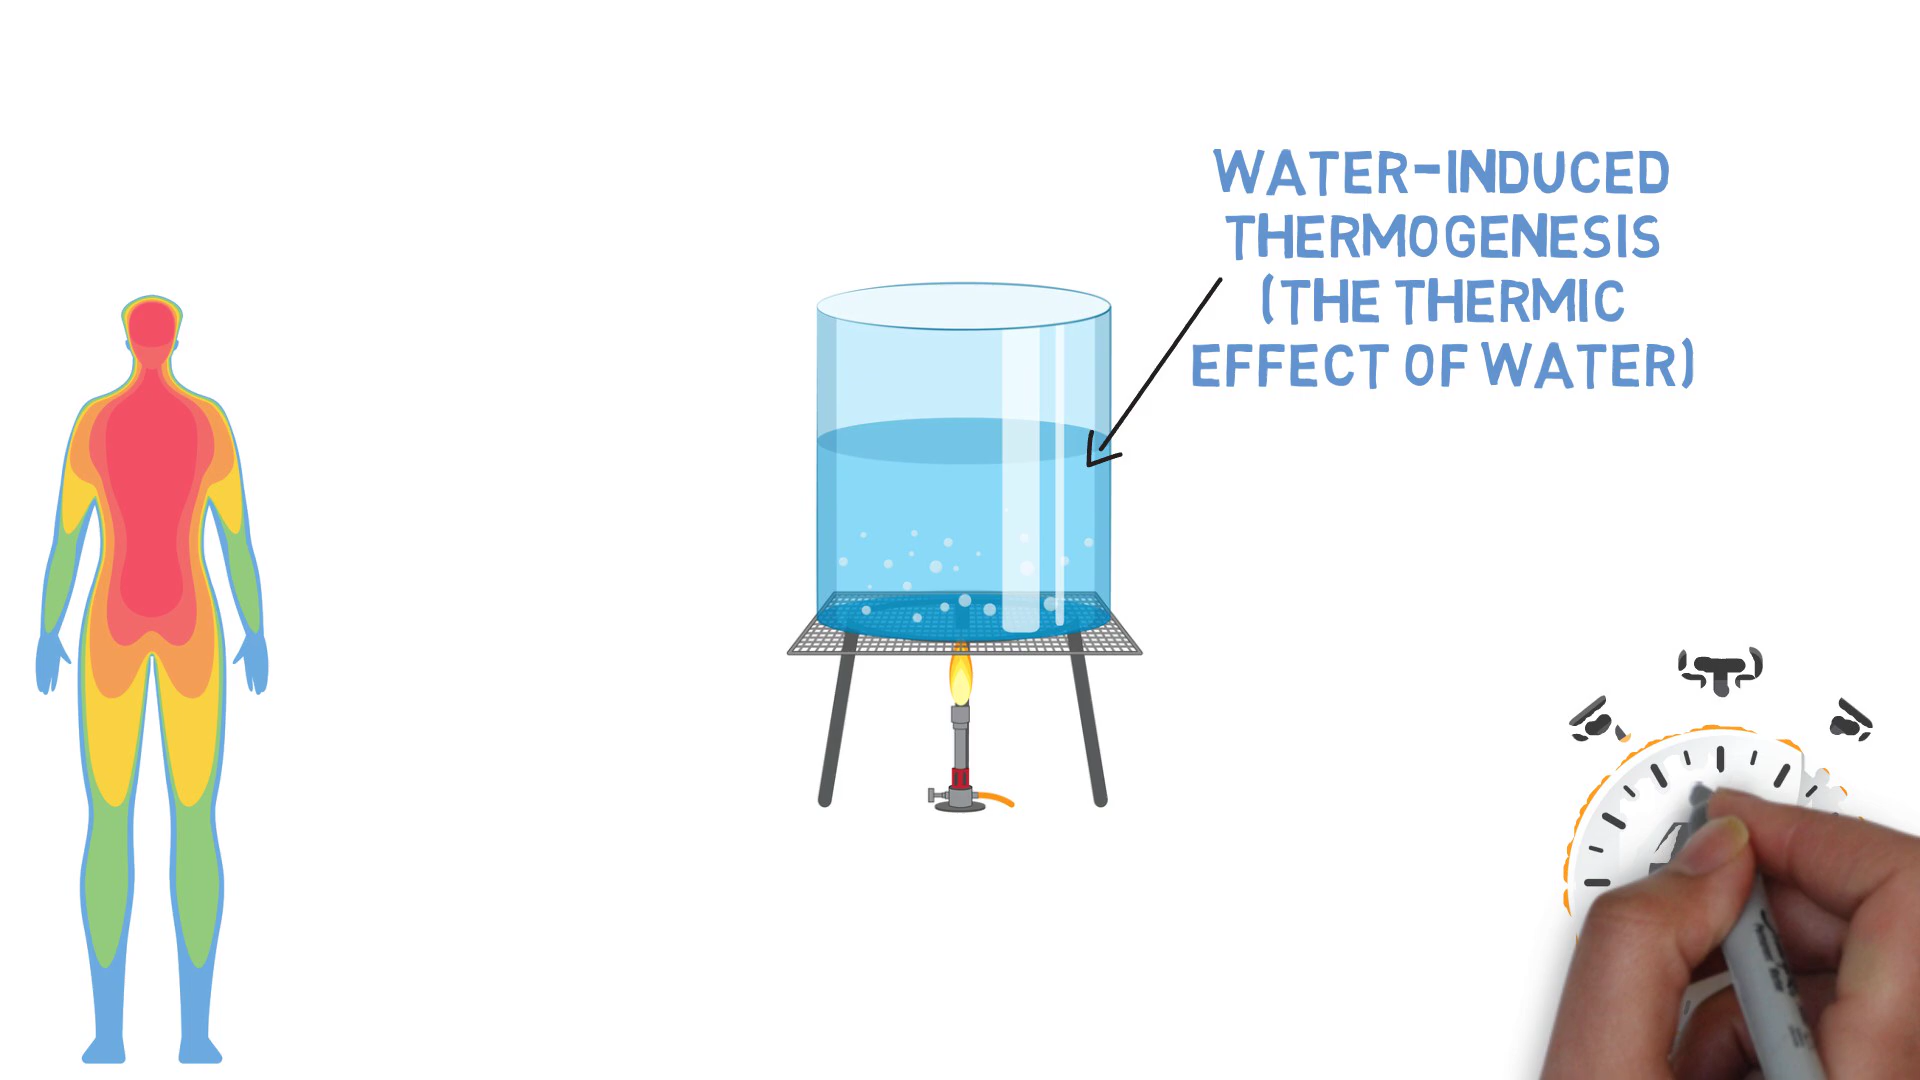 WATER-INDUCED
THERMOGENESIS
(THE THERMIC
EFFECT OF WATER)